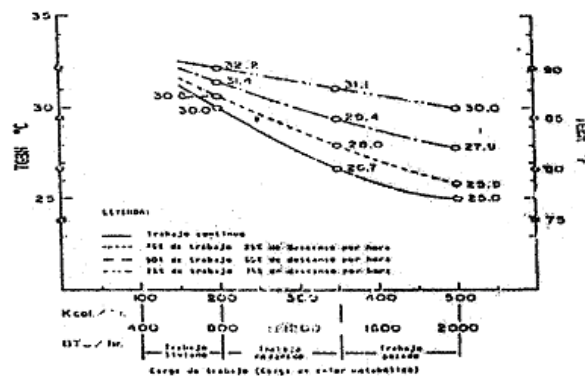 35
30
25
TGBH °C
90
85
80
75
32.2
31.1
30.0
31.4
29.4
27.9
30.6
28.0
25.9
30.0
26.7
25.0
LEYENDA:
Trabajo continuo
75% de trabajo 25% de descanso por hora
50% de trabajo 50% de descanso por hora
25% de trabajo 75% de descanso por hora
100 200 300 400 500
Kcal./
400 800 1600 2000
BTU/hr.
Trabajo liviano
Trabajo moderado
Trabajo pesado
Carga de trabajo (Carga de calor metabólico)